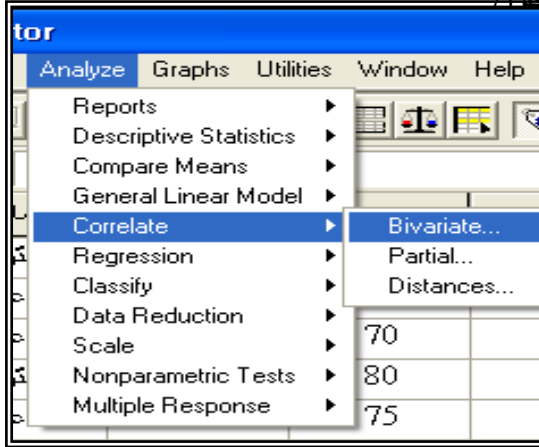 tor
Analyze Graphs Utilities Window Help
Reports
Descriptive Statistics
Compare Means
General Linear Model
Correlate
Bivariate...
Regression
Partial...
Classify
Distances...
Data Reduction
Scale
70
Nonparametric Tests
80
Multiple Response
75